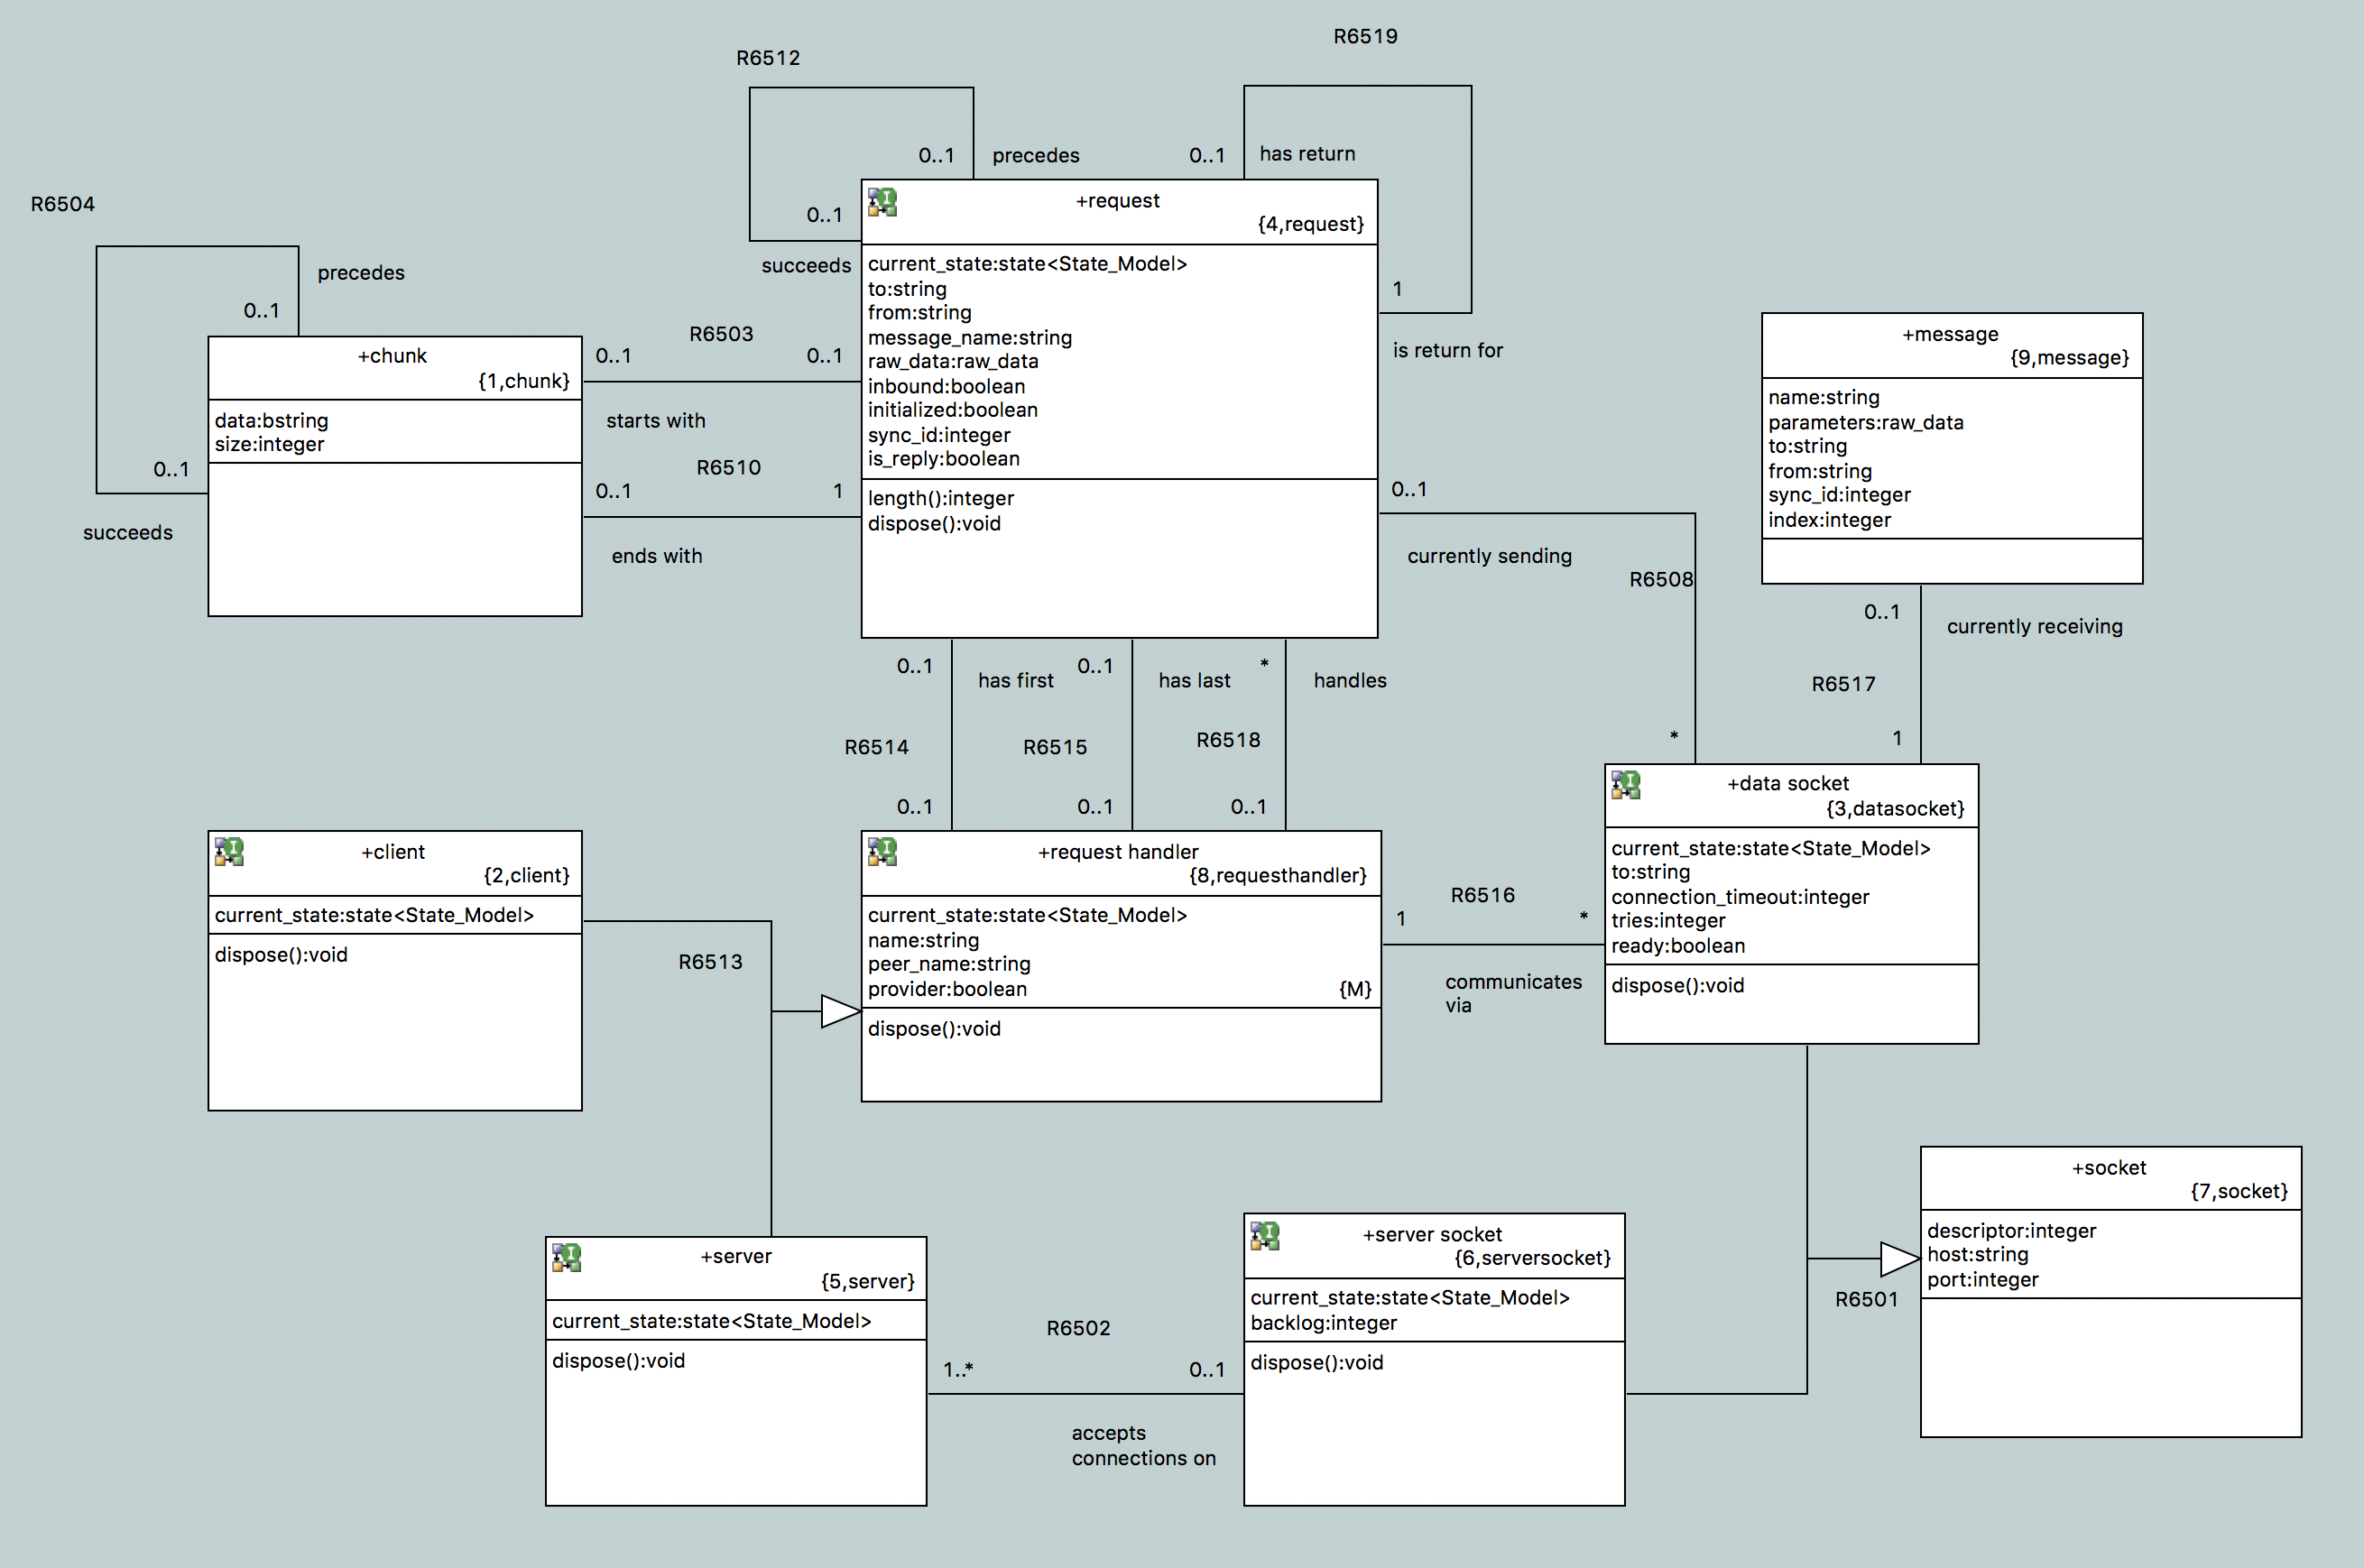 R6519
R6512
0..1
precedes
0..1
has return
R6504
0..1
succeeds
+request
{4,request}
current_state:state<State_Model>
to:string
from:string
message_name:string
raw_data:raw_data
inbound:boolean
initialized:boolean
sync_id:integer
is_reply:boolean
length():integer
dispose():void
1
is return for
precedes
0..1
0..1
succeeds
+chunk
{1,chunk}
data:bstring
size:integer
R6503
0..1
0..1
starts with
R6510
0..1
1
ends with
+message
{9,message}
name:string
parameters:raw_data
to:string
from:string
sync_id:integer
index:integer
0..1
currently sending
R6508
*
0..1
currently receiving
R6517
1
0..1
has first
0..1
has last
*
handles
R6514
R6515
R6518
0..1
0..1
0..1
+data socket
{3,datasocket}
current_state:state<State_Model>
to:string
connection_timeout:integer
tries:integer
ready:boolean
dispose():void
+client
{2,client}
current_state:state<State_Model>
dispose():void
R6513
+request handler
{8,requesthandler}
current_state:state<State_Model>
name:string
peer_name:string
provider:boolean
{M}
dispose():void
R6516
1
*
communicates
via
+socket
{7,socket}
descriptor:integer
host:string
port:integer
R6501
+server
{5,server}
current_state:state<State_Model>
dispose():void
R6502
1..*
0..1
accepts
connections on
+server socket
{6,serversocket}
current_state:state<State_Model>
backlog:integer
dispose():void